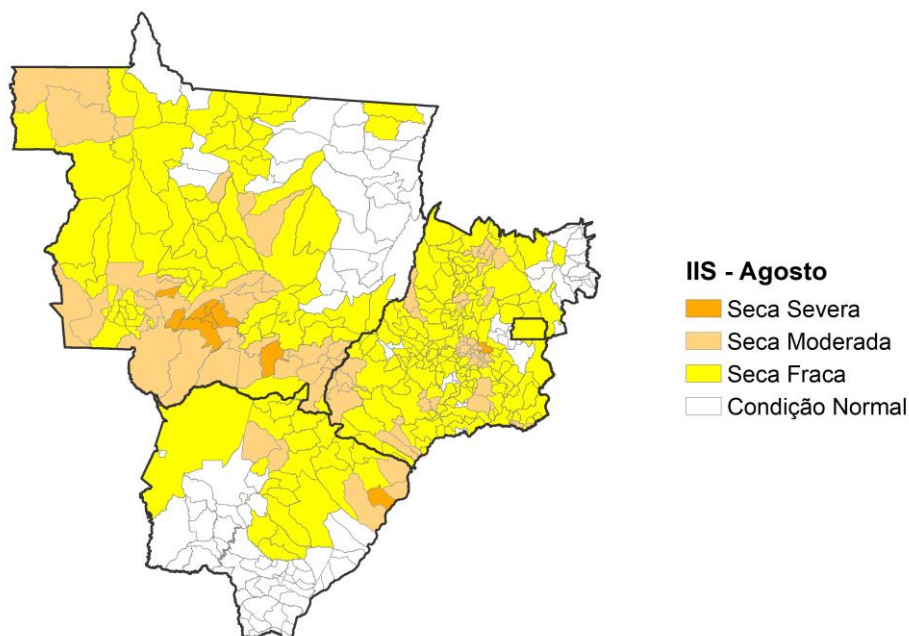 IIS - Agosto
Seca Severa
Seca Moderada
Seca Fraca
Condição Normal